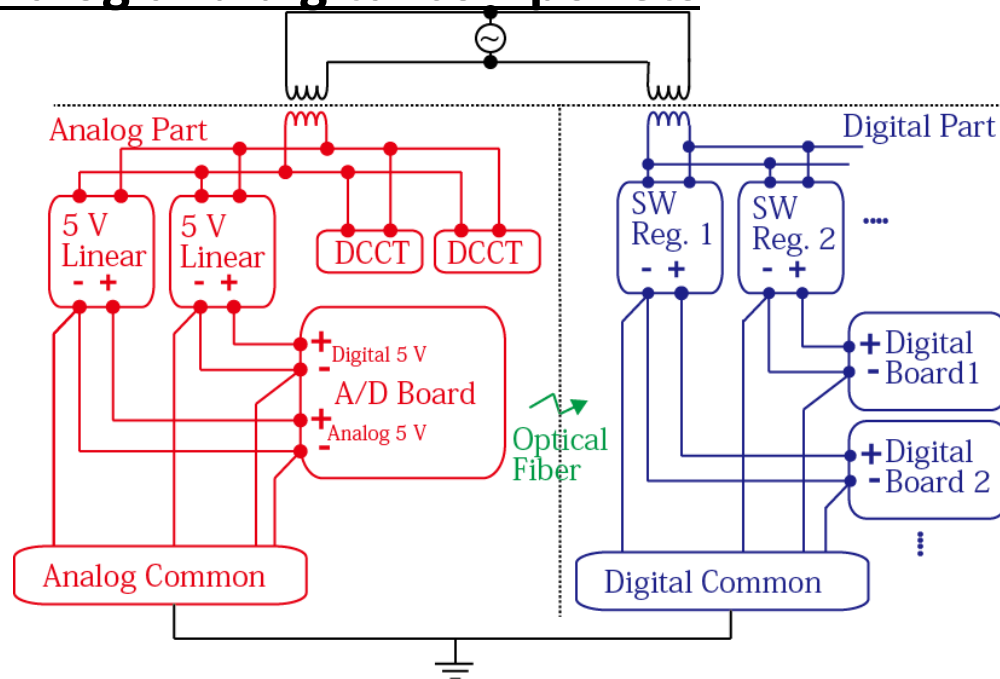 Analog Part
Digital Part
5 V
Linear
- +
5 V
Linear
- +
DCCT
DCCT
SW
Reg. 1
- +
SW
Reg. 2
- +
....
+
Digital 5 V
-
A/D Board
+
Analog 5 V
-
Optical
Fiber
+ Digital
- Board1
+ Digital
- Board 2
....
Analog Common
Digital Common